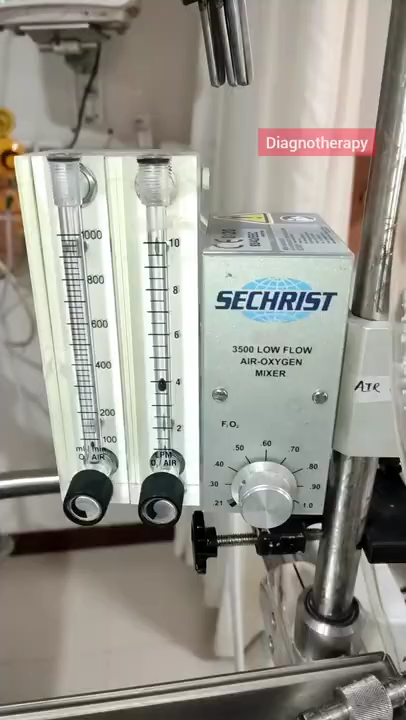 Diagnotherapy
1000
800
600
400
200
100
ml / min
O₂/ AIR
10
8
6
4
2
LPM
O₂/ AIR
SECHRIST
3500 LOW FLOW
AIR-OXYGEN
MIXER
FᵢO₂
.21
.30
.40
.50
.60
.70
.80
.90
1.0
AIR